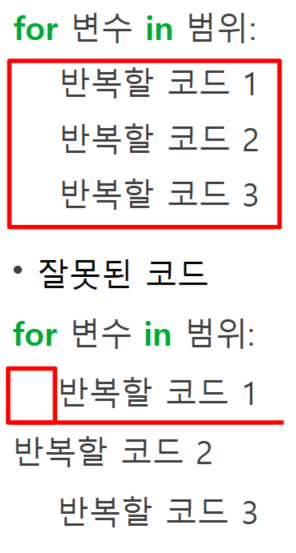 for 변수 in 범위:
반복할 코드 1
반복할 코드 2
반복할 코드 3
• 잘못된 코드
for 변수 in 범위:
반복할 코드 1
반복할 코드 2
반복할 코드 3